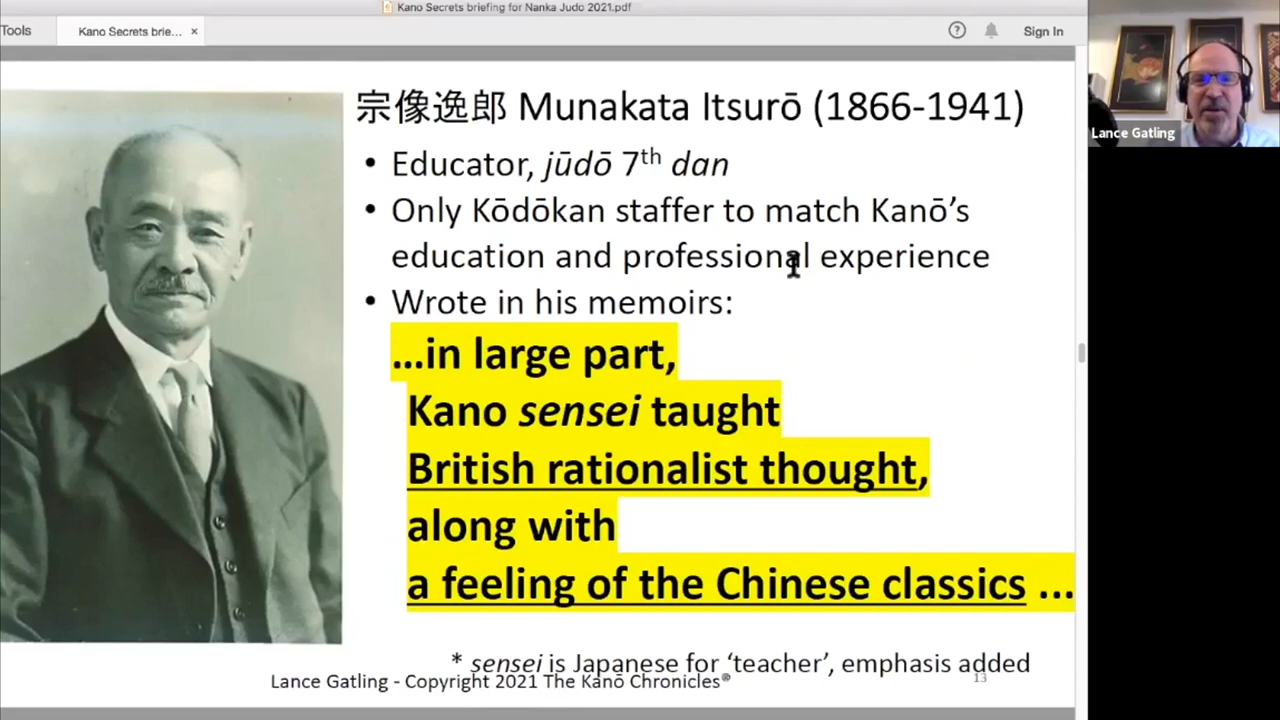 Kano Secrets briefing for Nanka Judo 2021.pdf
Tools
Kano Secrets brie... ×
? Sign In
Lance Gatling
宗像逸郎 Munakata Itsurō (1866-1941)
• Educator, jūdō 7th dan
• Only Kōdōkan staffer to match Kanō’s
education and professional experience
• Wrote in his memoirs:
…in large part,
Kano sensei taught
British rationalist thought,
along with
a feeling of the Chinese classics …
* sensei is Japanese for ‘teacher’, emphasis added
Lance Gatling - Copyright 2021 The Kanō Chronicles®
13